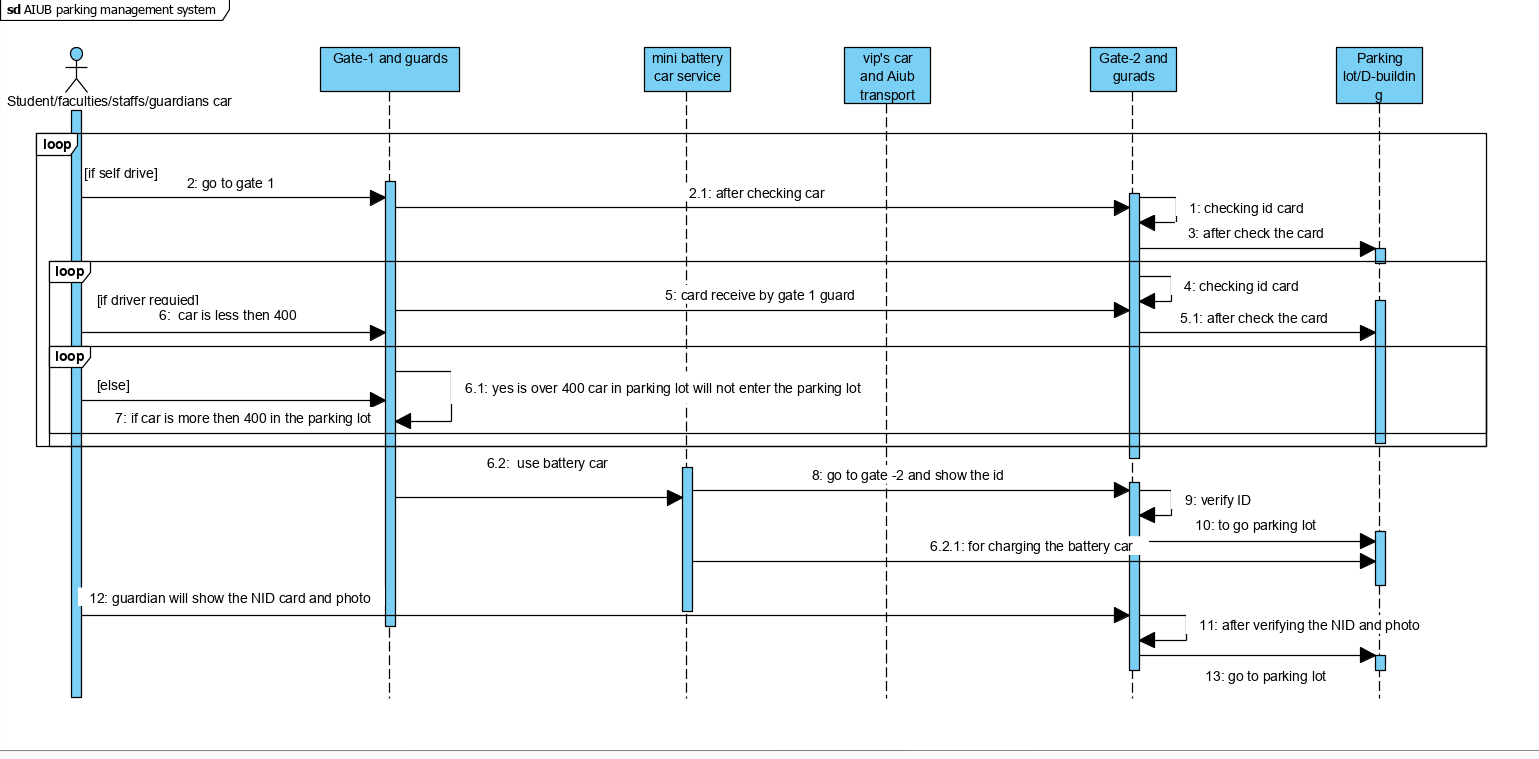 sd AIUB parking management system
Student/faculties/staffs/guardians car
Gate-1 and guards
mini battery
car service
vip's car
and Aiub
transport
Gate-2 and
gurads
Parking
lot/D-buildin
g
loop
[if self drive]
2: go to gate 1
2.1: after checking car
1: checking id card
3: after check the card
loop
[if driver requied]
6:  car is less then 400
5: card receive by gate 1 guard
4: checking id card
5.1: after check the card
loop
[else]
6.1: yes is over 400 car in parking lot will not enter the parking lot
7: if car is more then 400 in the parking lot
6.2:  use battery car
8: go to gate -2 and show the id
9: verify ID
10: to go parking lot
6.2.1: for charging the battery car
12: guardian will show the NID card and photo
11: after verifying the NID and photo
13: go to parking lot